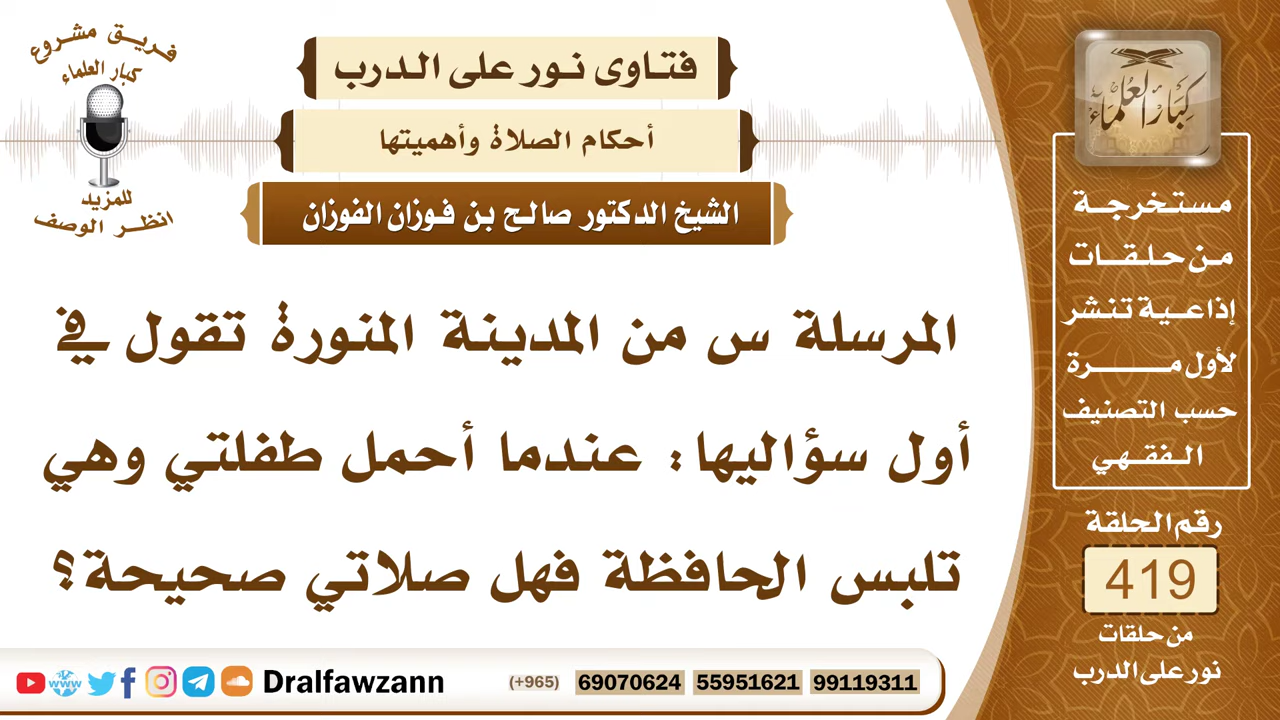 فريق مشروع
كبار العلماء
للمزيد
انظر الوصف
فتاوى نور على الدرب
أحكام الصلاة وأهميتها
الشيخ الدكتور صالح بن فوزان الفوزان
المرسلة س من المدينة المنورة تقول في
أول سؤاليها: عندما أحمل طفلتي وهي
تلبس الحافظة فهل صلاتي صحيحة؟
كبار العلماء
مستخرجة
من حلقات
إذاعية تنشر
لأول مرة
حسب التصنيف
الفقهي
رقم الحلقة
419
من حلقات
نور على الدرب
Dralfawzann (+965) 69070624 55951621 99119311